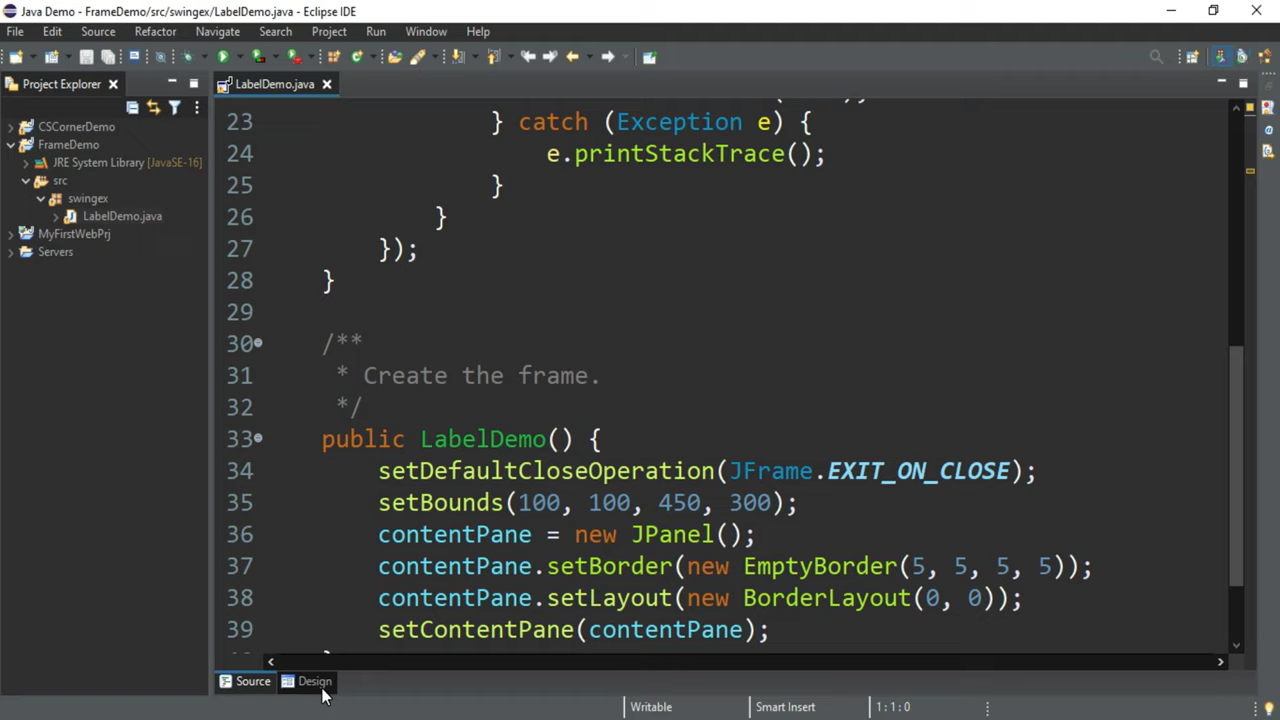 Java Demo - FrameDemo/src/swingex/LabelDemo.java - Eclipse IDE
File Edit Source Refactor Navigate Search Project Run Window Help
Project Explorer
LabelDemo.java
CSCornerDemo
FrameDemo
JRE System Library [JavaSE-16]
src
swingex
LabelDemo.java
MyFirstWebPrj
Servers
23 } catch (Exception e) {
24 e.printStackTrace();
25 }
26 }
27 });
28 }
29
30 /**
31 * Create the frame.
32 */
33 public LabelDemo() {
34 setDefaultCloseOperation(JFrame.EXIT_ON_CLOSE);
35 setBounds(100, 100, 450, 300);
36 contentPane = new JPanel();
37 contentPane.setBorder(new EmptyBorder(5, 5, 5, 5));
38 contentPane.setLayout(new BorderLayout(0, 0));
39 setContentPane(contentPane);
Source Design
Writable Smart Insert 1 : 1 : 0